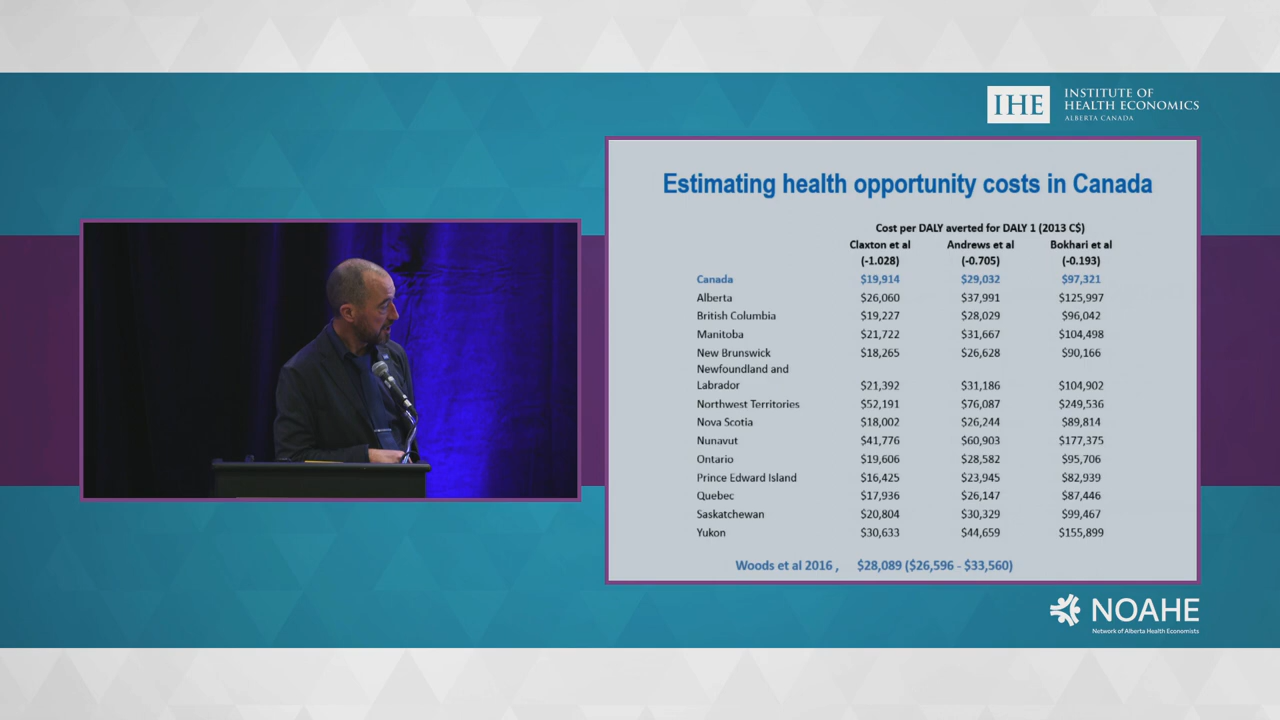 IHE
INSTITUTE OF
HEALTH ECONOMICS
ALBERTA CANADA
Estimating health opportunity costs in Canada
Cost per DALY averted for DALY 1 (2013 C$)
Claxton et al Andrews et al Bokhari et al
(-1.028) (-0.705) (-0.193)
Canada $19,914 $29,032 $97,321
Alberta $26,060 $37,991 $125,997
British Columbia $19,227 $28,029 $96,042
Manitoba $21,722 $31,667 $104,498
New Brunswick $18,265 $26,628 $90,166
Newfoundland and
Labrador $21,392 $31,186 $104,902
Northwest Territories $52,191 $76,087 $249,536
Nova Scotia $18,002 $26,244 $89,814
Nunavut $41,776 $60,903 $177,375
Ontario $19,606 $28,582 $95,706
Prince Edward Island $16,425 $23,945 $82,939
Quebec $17,936 $26,147 $87,446
Saskatchewan $20,804 $30,329 $99,467
Yukon $30,633 $44,659 $155,899
Woods et al 2016 , $28,089 ($26,596 - $33,560)
NOAHE
Network of Alberta Health Economists